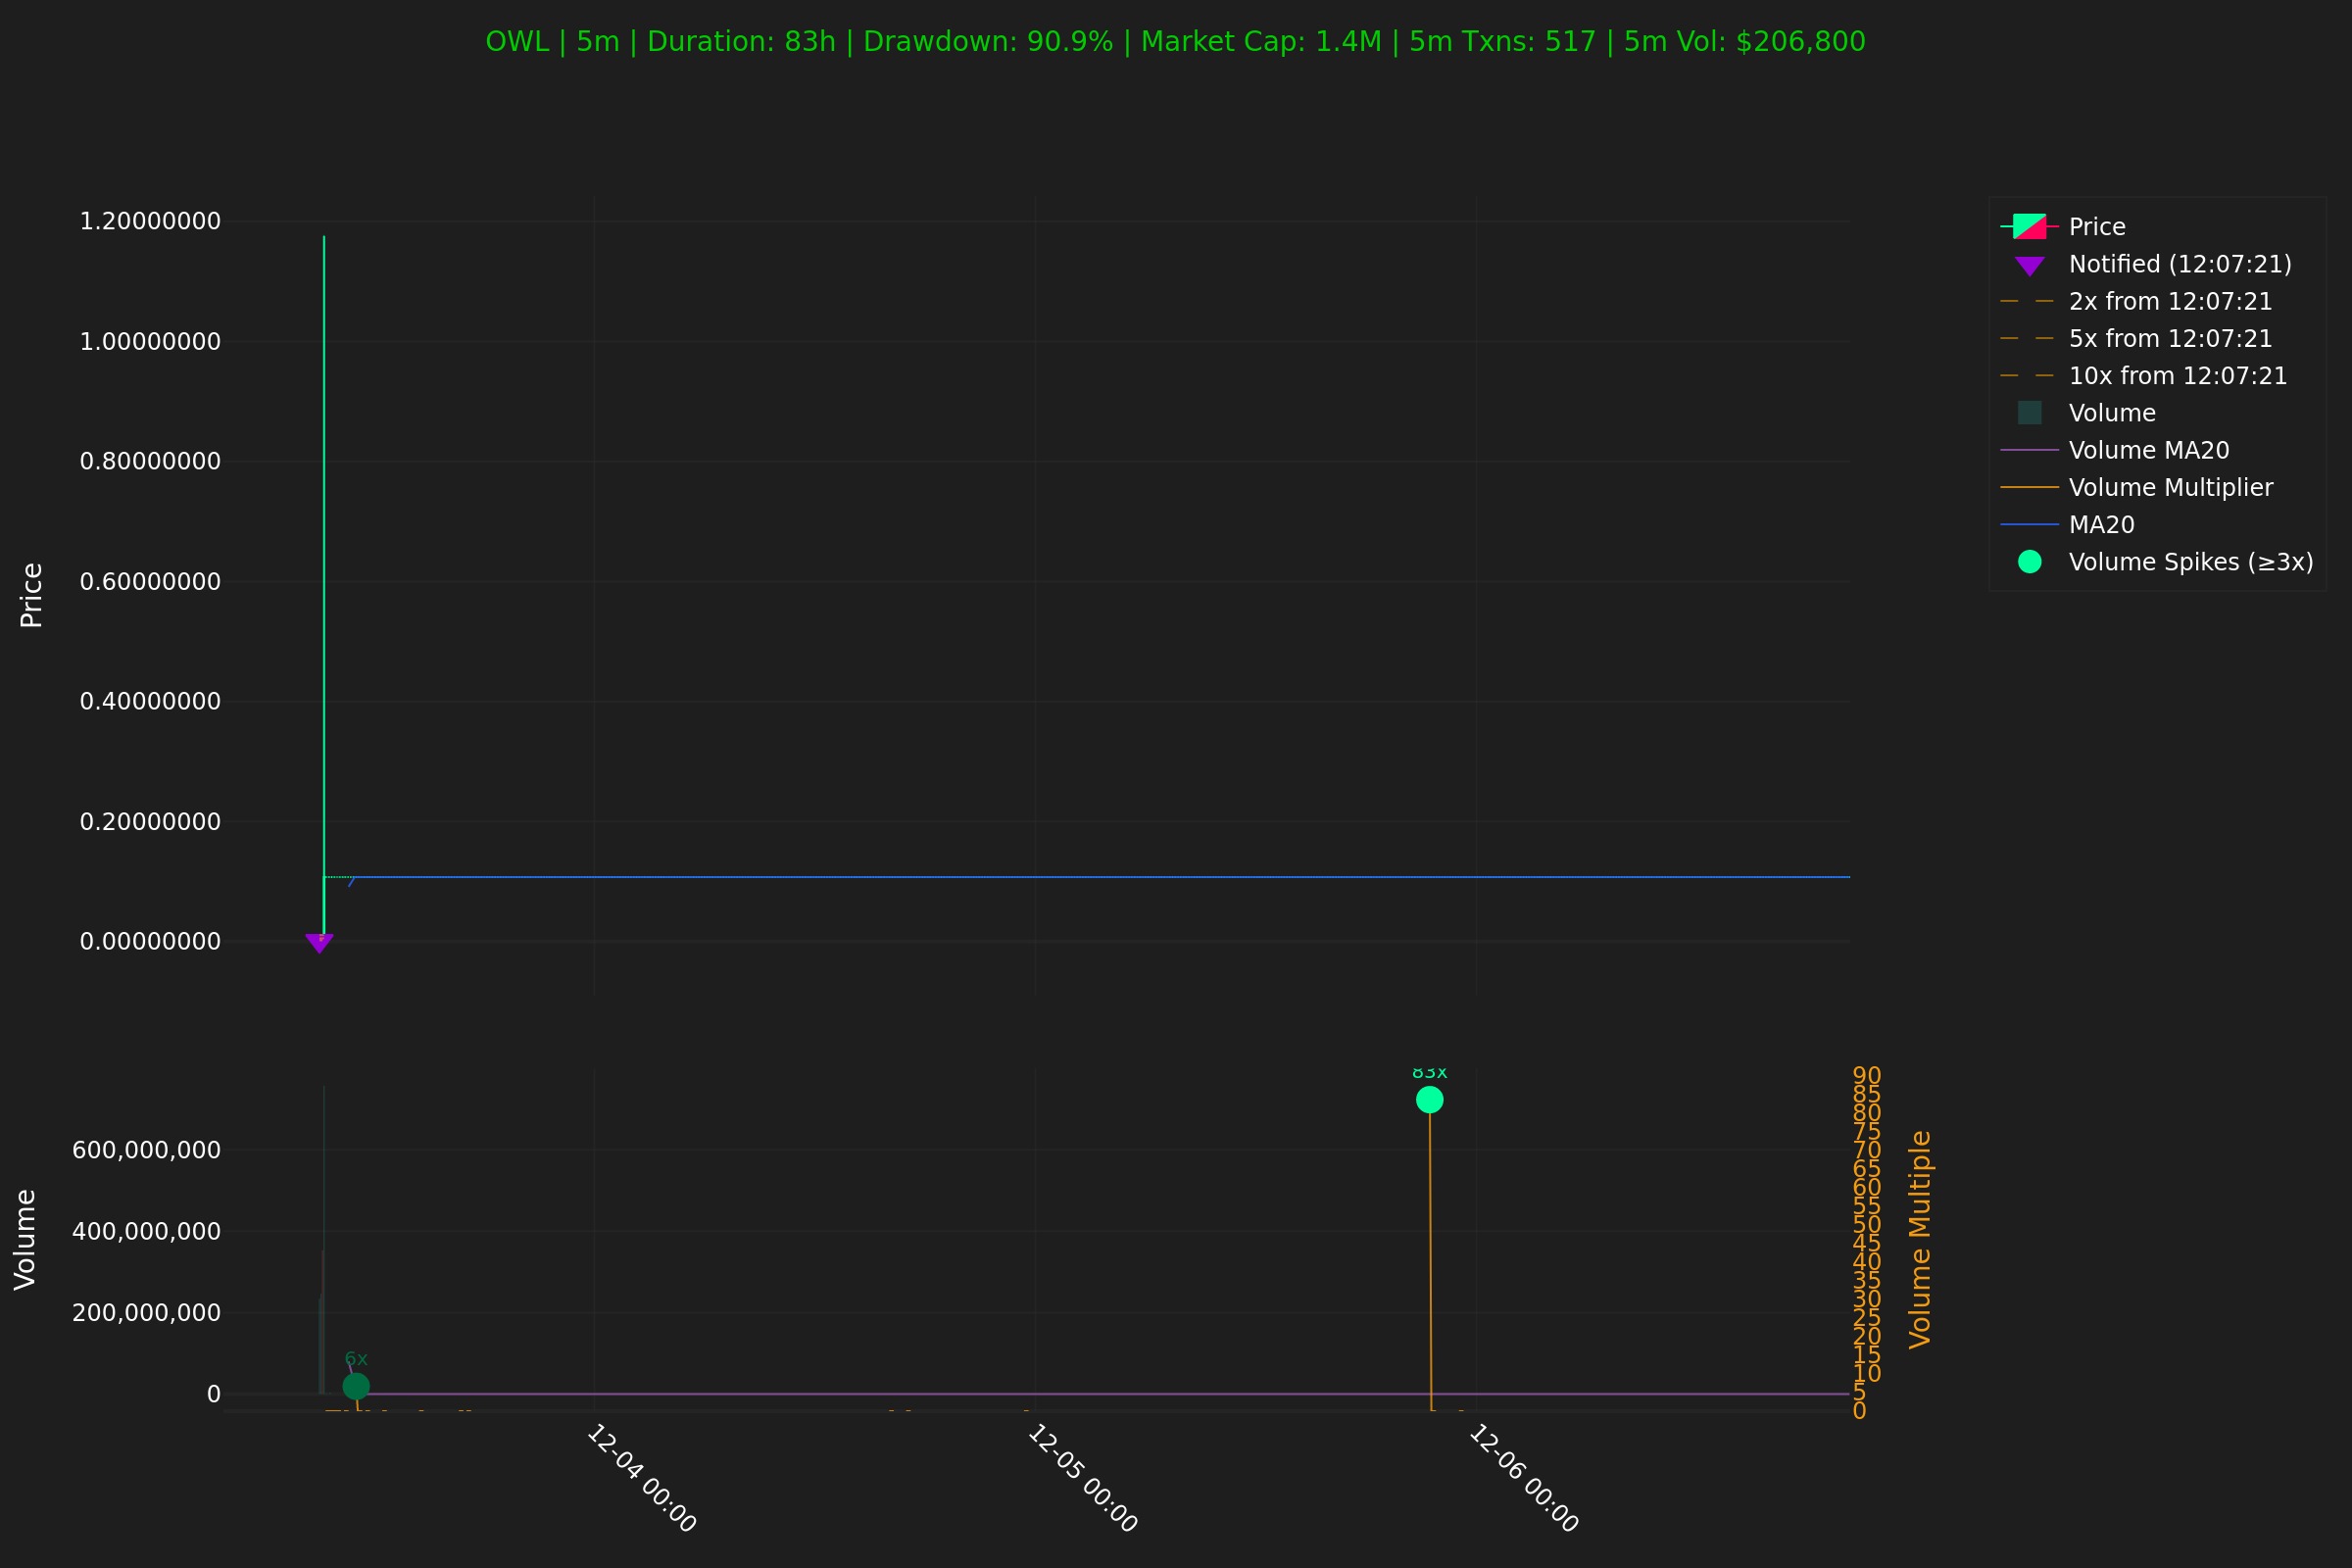 OWL | 5m | Duration: 83h | Drawdown: 90.9% | Market Cap: 1.4M | 5m Txns: 517 | 5m Vol: $206,800
Price
1.20000000
1.00000000
0.80000000
0.60000000
0.40000000
0.20000000
0.00000000
Price
Notified (12:07:21)
2x from 12:07:21
5x from 12:07:21
10x from 12:07:21
Volume
Volume MA20
Volume Multiplier
MA20
Volume Spikes (≥3x)
Volume
600,000,000
400,000,000
200,000,000
0
6x
83x
90
85
80
75
70
65
60
55
50
45
40
35
30
25
20
15
10
5
0
Volume Multiple
12-04 00:00
12-05 00:00
12-06 00:00